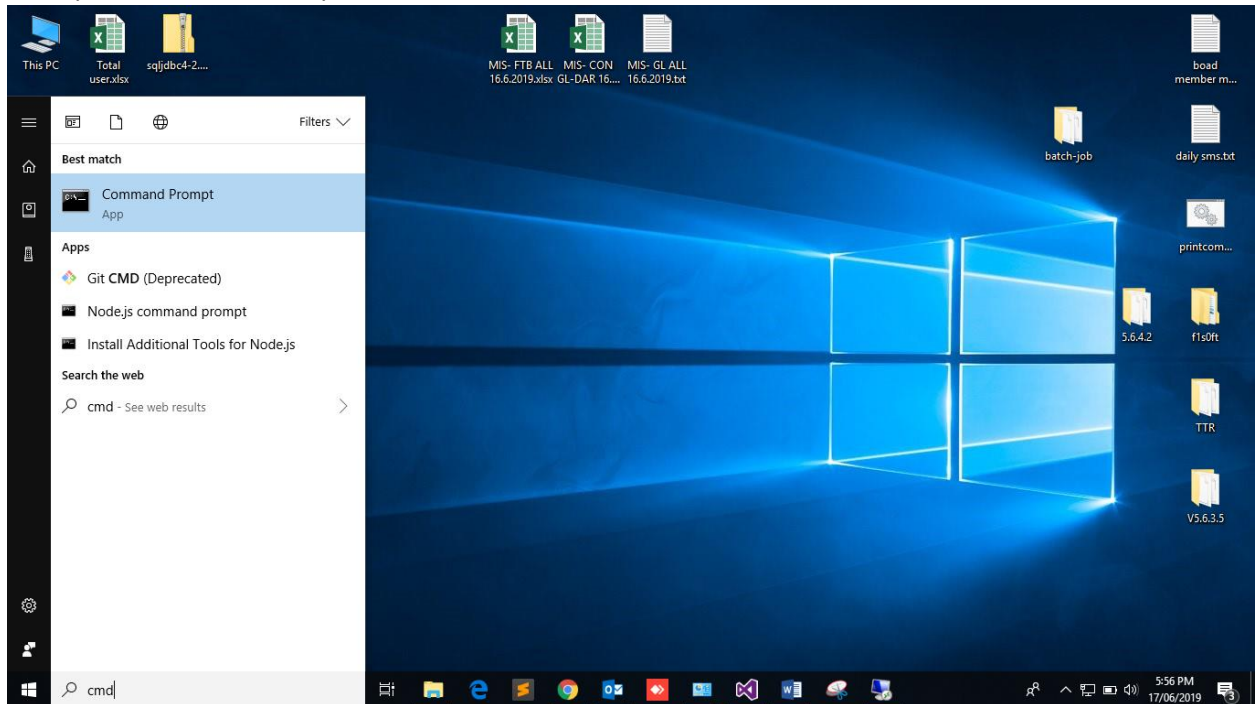 This PC
Total
user.xlsx
sqljdbc4-2....
MIS- FTB ALL
16.6.2019.xlsx
MIS- CON
GL-DAR 16....
MIS- GL ALL
16.6.2019.txt
boad
member m...
Filters
Best match
Command Prompt
App
Apps
Git CMD (Deprecated)
Node.js command prompt
Install Additional Tools for Node.js
Search the web
cmd - See web results
batch-job
daily sms.txt
printcom...
5.6.4.2
f1s0ft
TTR
V5.6.3.5
cmd
5:56 PM
17/06/2019
3